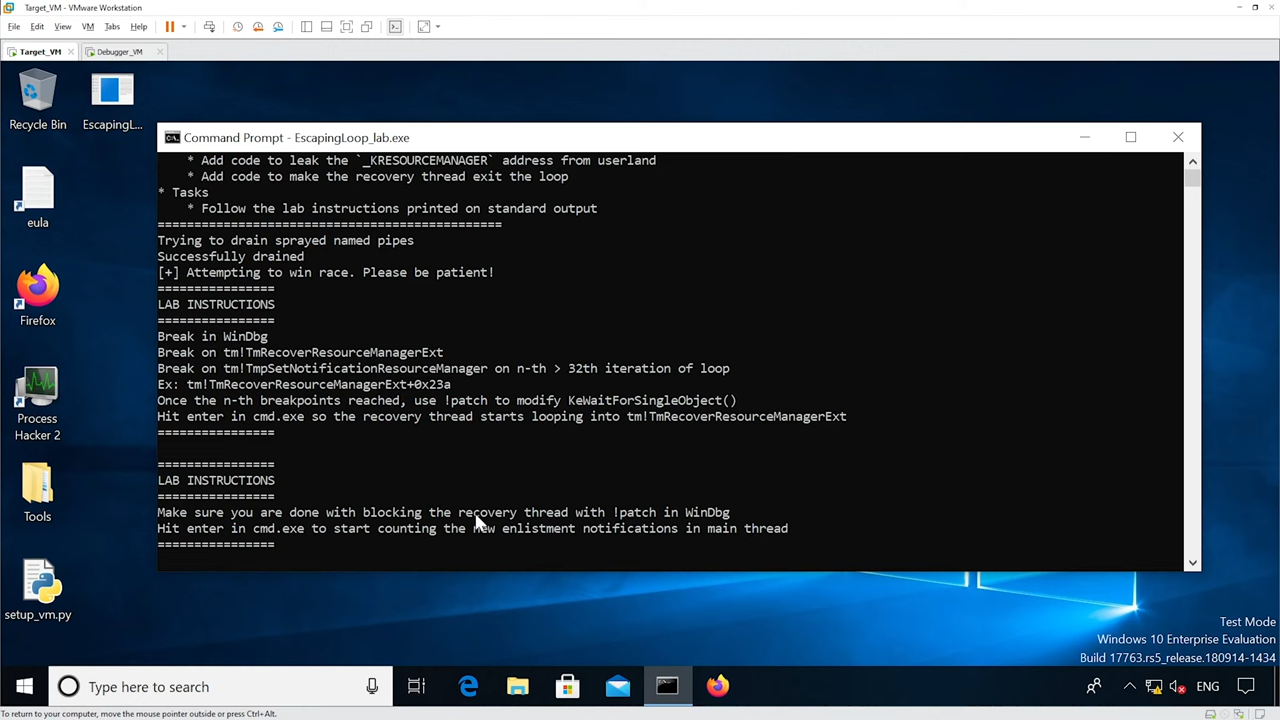 Target_VM - VMware Workstation
File Edit View VM Tabs Help
Target_VM Debugger_VM
Recycle Bin
EscapingL...
eula
Firefox
Process
Hacker 2
Tools
setup_vm.py
Command Prompt - EscapingLoop_lab.exe
* Add code to leak the `_KRESOURCEMANAGER` address from userland
* Add code to make the recovery thread exit the loop
* Tasks
* Follow the lab instructions printed on standard output
===============================================
Trying to drain sprayed named pipes
Successfully drained
[+] Attempting to win race. Please be patient!
================
LAB INSTRUCTIONS
================
Break in WinDbg
Break on tm!TmRecoverResourceManagerExt
Break on tm!TmpSetNotificationResourceManager on n-th > 32th iteration of loop
Ex: tm!TmRecoverResourceManagerExt+0x23a
Once the n-th breakpoints reached, use !patch to modify KeWaitForSingleObject()
Hit enter in cmd.exe so the recovery thread starts looping into tm!TmRecoverResourceManagerExt
================
================
LAB INSTRUCTIONS
================
Make sure you are done with blocking the recovery thread with !patch in WinDbg
Hit enter in cmd.exe to start counting the new enlistment notifications in main thread
================
Test Mode
Windows 10 Enterprise Evaluation
Build 17763.rs5_release.180914-1434
Type here to search
ENG
To return to your computer, move the mouse pointer outside or press Ctrl+Alt.